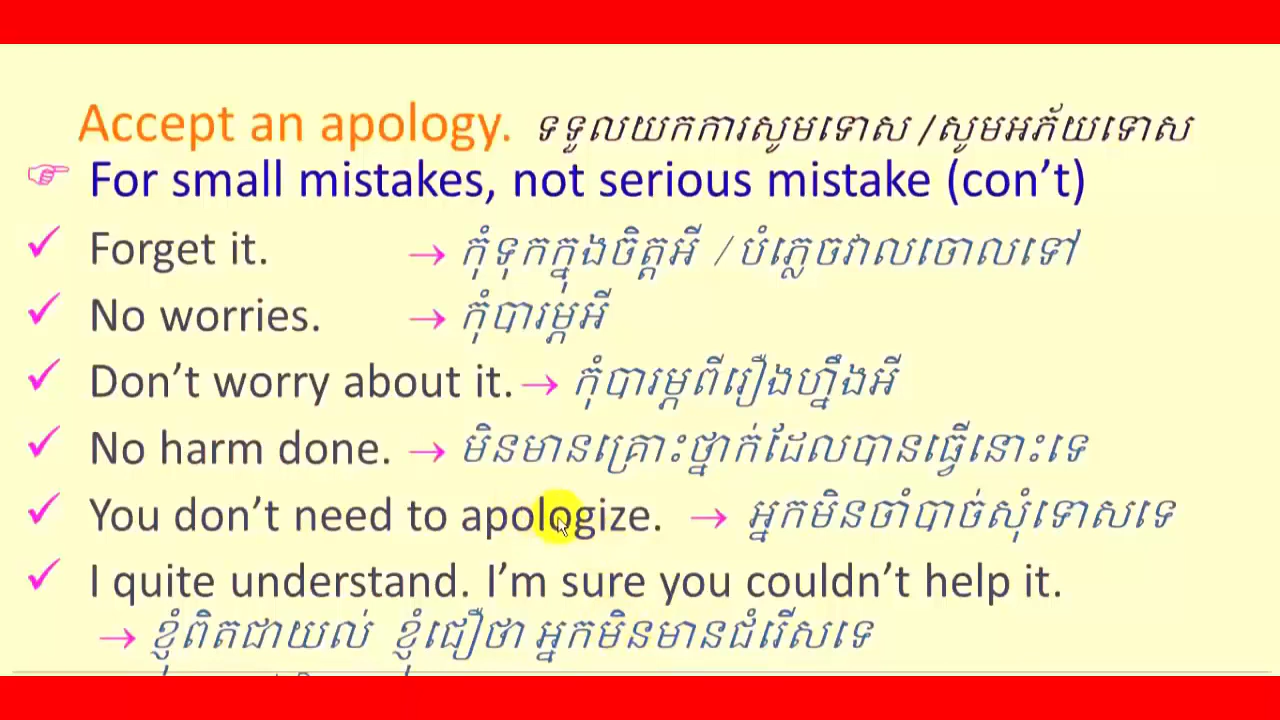 Accept an apology. ទទួលយកការសូមទោស /សូមអភ័យទោស
☞ For small mistakes, not serious mistake (con’t)
✓ Forget it. → កុំទុកក្នុងចិត្តអី / បំភ្លេចវាលចោលទៅ
✓ No worries. → កុំបារម្ភអី
✓ Don’t worry about it. → កុំបារម្ភពីរឿងហ្នឹងអី
✓ No harm done. → មិនមានគ្រោះថ្នាក់ដែលបានធ្វើនោះទេ
✓ You don’t need to apologize. → អ្នកមិនចាំបាច់សុំទោសទេ
✓ I quite understand. I’m sure you couldn’t help it.
→ ខ្ញុំពិតជាយល់ ខ្ញុំជឿថា អ្នកមិនមានជំរើសទេ